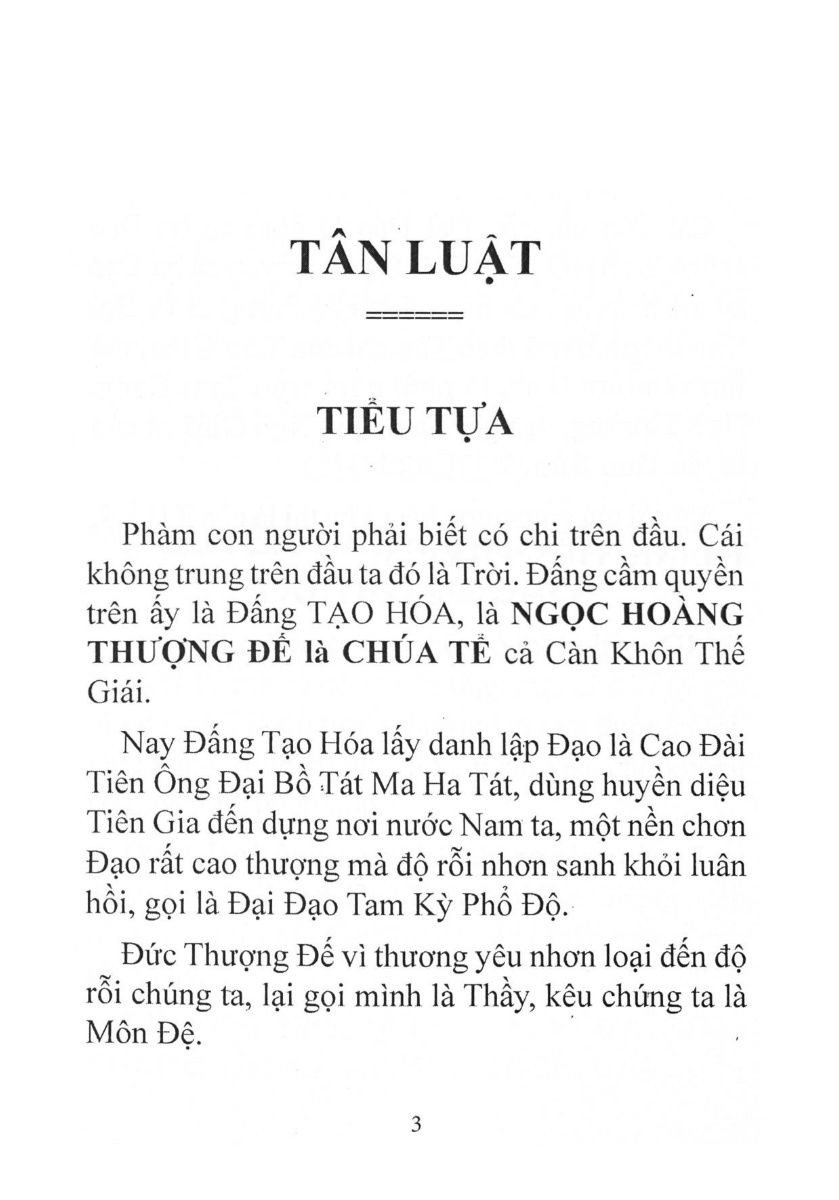 TÂN LUẬT
======
TIỂU TỰA
Phàm con người phải biết có chi trên đầu. Cái
không trung trên đầu ta đó là Trời. Đấng cầm quyền
trên ấy là Đấng TẠO HÓA, là NGỌC HOÀNG
THƯỢNG ĐẾ là CHÚA TỂ cả Càn Khôn Thế
Giái.
Nay Đấng Tạo Hóa lấy danh lập Đạo là Cao Đài
Tiên Ông Đại Bồ Tát Ma Ha Tát, dùng huyền diệu
Tiên Gia đến dựng nơi nước Nam ta, một nền chơn
Đạo rất cao thượng mà độ rỗi nhơn sanh khỏi luân
hồi, gọi là Đại Đạo Tam Kỳ Phổ Độ.
Đức Thượng Đế vì thương yêu nhơn loại đến độ
rỗi chúng ta, lại gọi mình là Thầy, kêu chứng ta là
Môn Đệ.
3